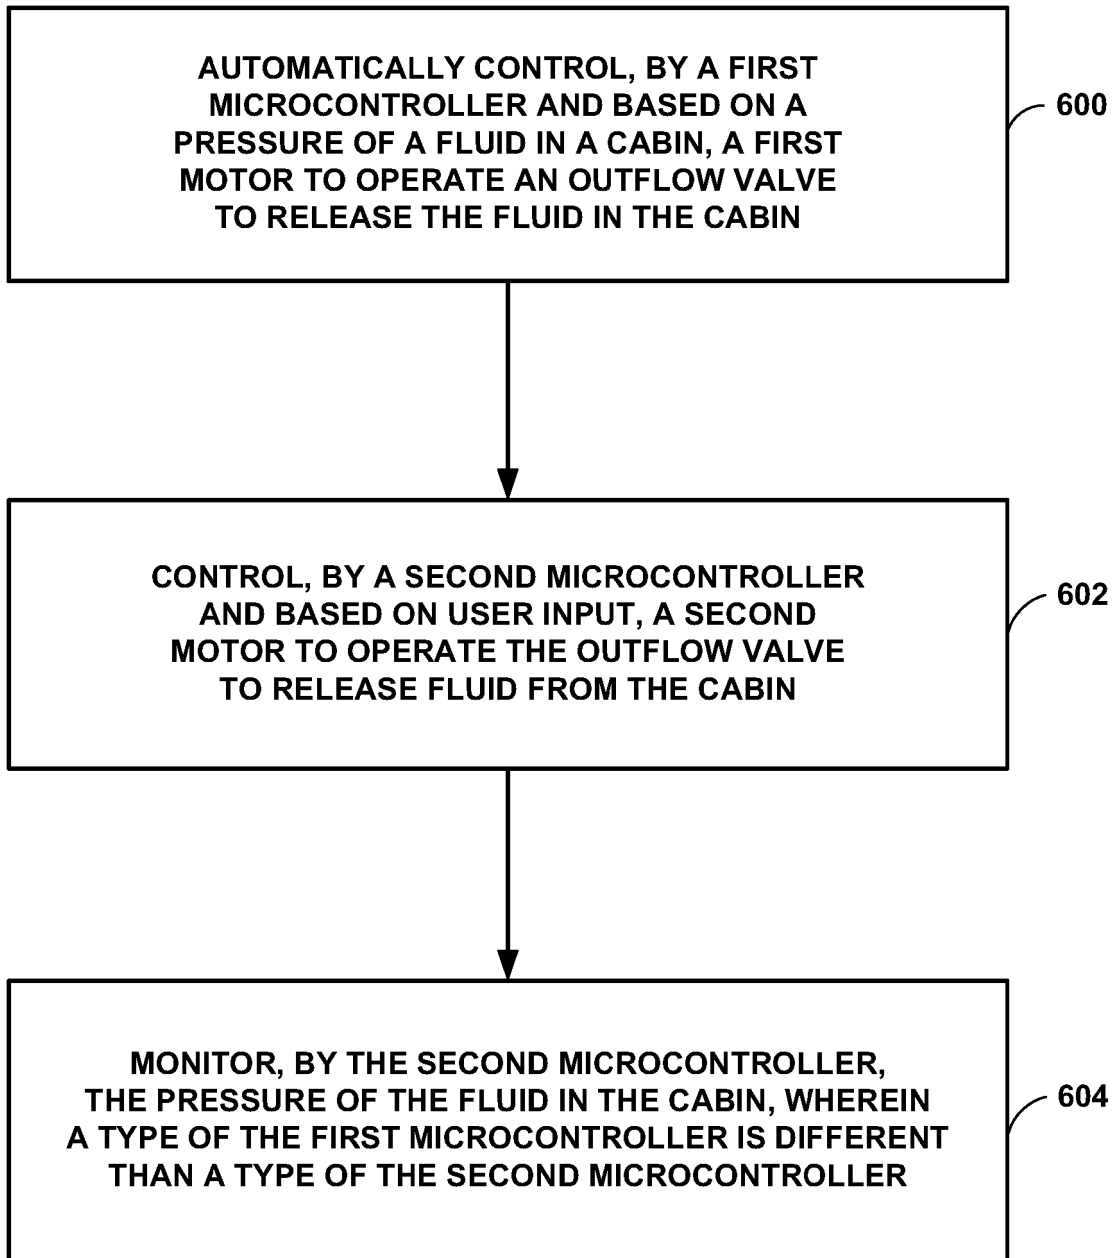 AUTOMATICALLY CONTROL, BY A FIRST
MICROCONTROLLER AND BASED ON A
PRESSURE OF A FLUID IN A CABIN, A FIRST
MOTOR TO OPERATE AN OUTFLOW VALVE
TO RELEASE THE FLUID IN THE CABIN
600
CONTROL, BY A SECOND MICROCONTROLLER
AND BASED ON USER INPUT, A SECOND
MOTOR TO OPERATE THE OUTFLOW VALVE
TO RELEASE FLUID FROM THE CABIN
602
MONITOR, BY THE SECOND MICROCONTROLLER,
THE PRESSURE OF THE FLUID IN THE CABIN, WHEREIN
A TYPE OF THE FIRST MICROCONTROLLER IS DIFFERENT
THAN A TYPE OF THE SECOND MICROCONTROLLER
604